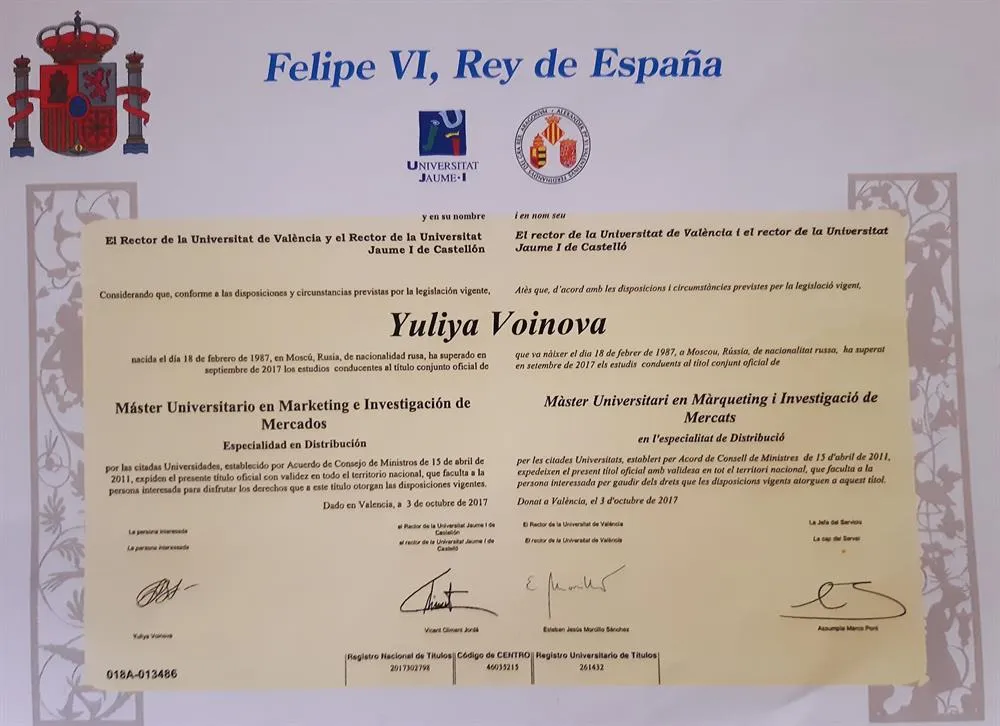 Felipe VI, Rey de España
UNIVERSITAT
JAUME·I
y en su nombre
El Rector de la Universitat de València y el Rector de la Universitat
Jaume I de Castellón
Considerando que, conforme a las disposiciones y circunstancias previstas por la legislación vigente,
i en nom seu
El rector de la Universitat de València i el rector de la Universitat
Jaume I de Castelló
Atès que, d'acord amb les disposicions i circumstàncies previstes per la legislació vigent,
Yuliya Voinova
nacida el día 18 de febrero de 1987, en Moscú, Rusia, de nacionalidad rusa, ha superado en
septiembre de 2017 los estudios conducentes al título conjunto oficial de
Máster Universitario en Marketing e Investigación de
Mercados
Especialidad en Distribución
por las citadas Universidades, establecido por Acuerdo de Consejo de Ministros de 15 de abril de
2011, expiden el presente título oficial con validez en todo el territorio nacional, que faculta a la
persona interesada para disfrutar los derechos que a este título otorgan las disposiciones vigentes.
Dado en Valencia, a 3 de octubre de 2017
que va nàixer el dia 18 de febrer de 1987, a Moscou, Rússia, de nacionalitat russa, ha superat
en setembre de 2017 els estudis conduents al títol conjunt oficial de
Màster Universitari en Màrqueting i Investigació de
Mercats
en l'especialitat de Distribució
per les citades Universitats, establert per Acord de Consell de Ministres de 15 d'abril de 2011,
expedeixen el present títol oficial amb validesa en tot el territori nacional, que faculta a la
persona interessada per gaudir dels drets que les disposicions vigents atorguen a aquest títol.
Donat a València, el 3 d'octubre de 2017
La persona interesada
La persona interessada
el Rector de la Universitat Jaume I de
Castellón
el rector de la Universitat Jaume I de
Castelló
El Rector de la Universitat de València
El rector de la Universitat de València
La Jefa del Servicio
La cap del Servei
Yuliya Voinova
Vicent Climent Jordà
Esteban Jesús Morcillo Sánchez
Assumpta Marco Pont
018A-013486
Registro Nacional de Títulos
2017302798
Código de CENTRO
46035215
Registro Universitario de Títulos
261432